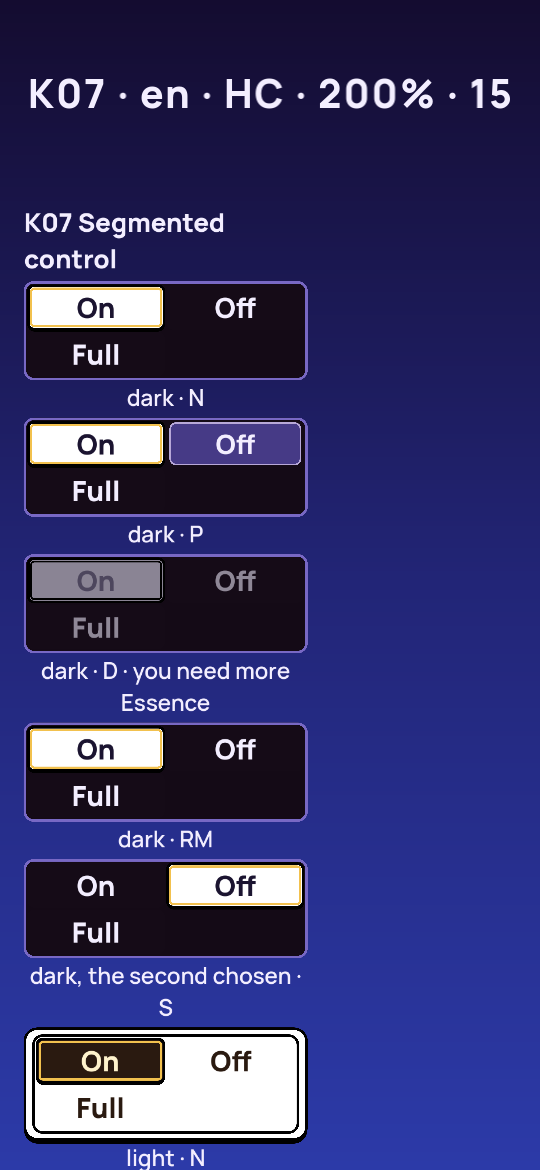 K07 · en · HC · 200% · 15
K07 Segmented
control
On Off
Full
dark · N
On Off
Full
dark · P
On Off
Full
dark · D · you need more
Essence
On Off
Full
dark · RM
On Off
Full
dark, the second chosen ·
S
On Off
Full
light · N